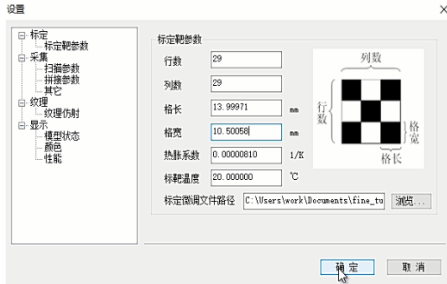 设置
标定
标定靶参数
采集
扫描参数
拼接参数
其它
纹理
纹理仿射
显示
模型状态
颜色
性能
标定靶参数
行数 29
列数 29
格长 13.99971 mm
格宽 10.50058 mm
热胀系数 0.00000810 1/K
标靶温度 20.000000 ℃
标定微调文件路径 C:\Users\work\Documents\fine_tu 浏览...
列数
行数
格宽
格长
确定 取消